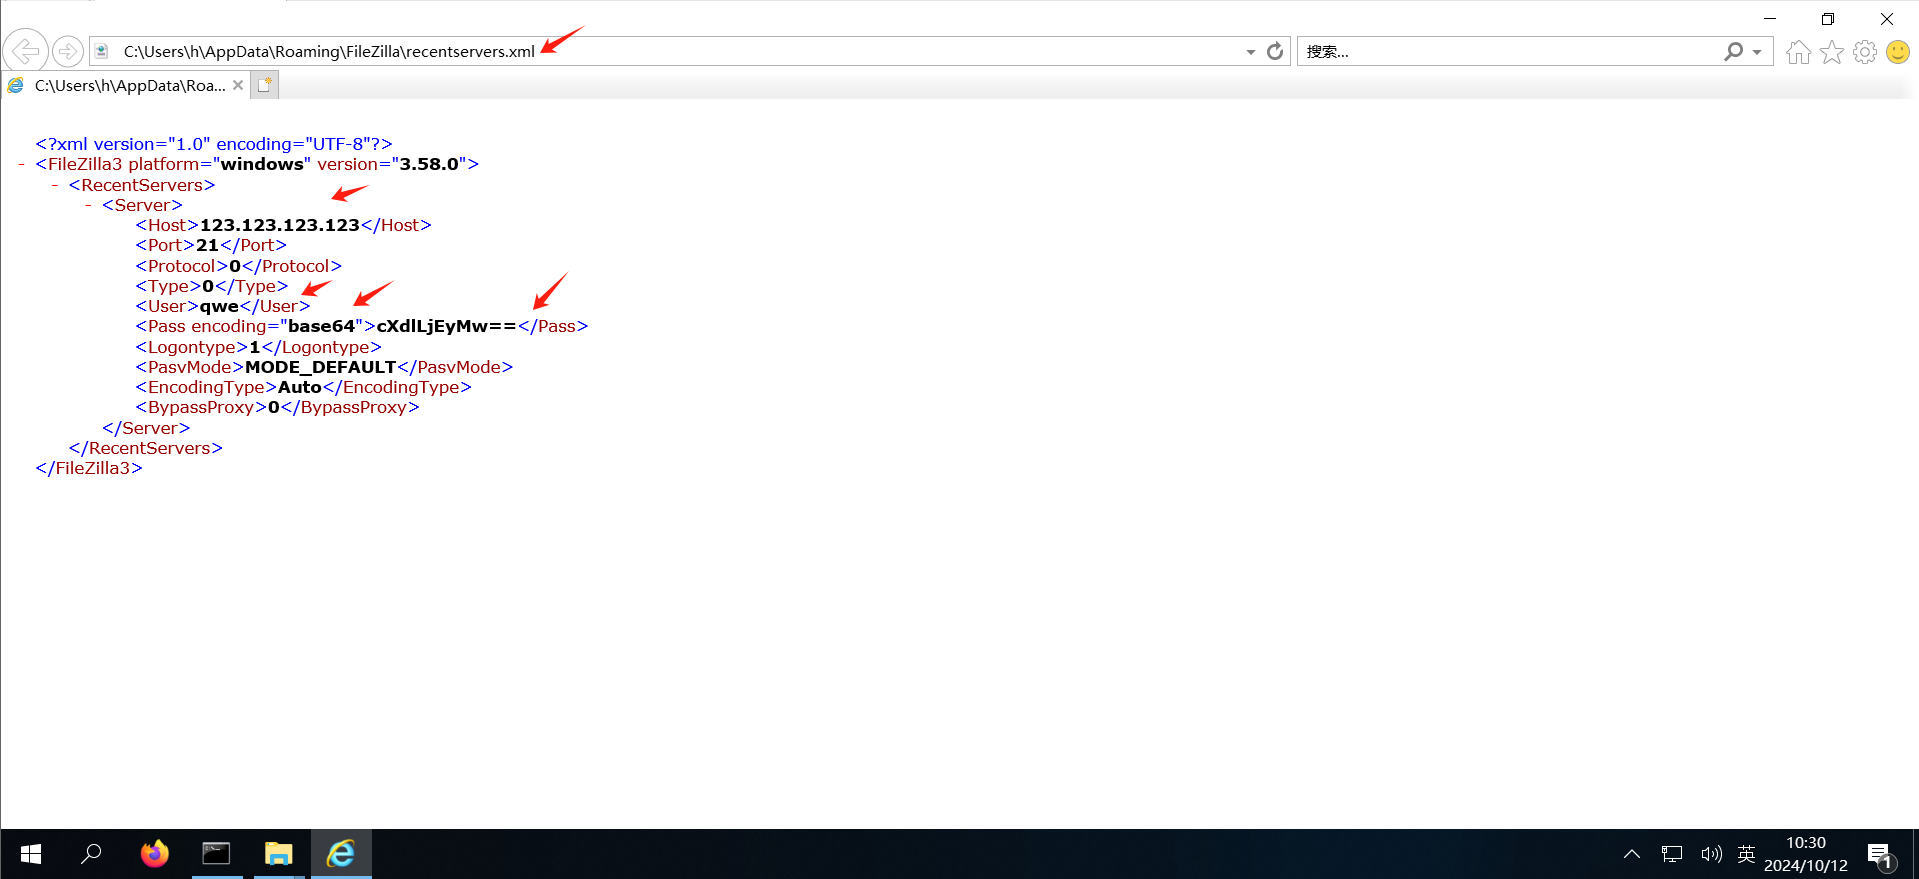 C:\Users\h\AppData\Roaming\FileZilla\recentservers.xml
搜索...
C:\Users\h\AppData\Roa...
<?xml version="1.0" encoding="UTF-8"?>
- <FileZilla3 platform="windows" version="3.58.0">
- <RecentServers>
- <Server>
<Host>123.123.123.123</Host>
<Port>21</Port>
<Protocol>0</Protocol>
<Type>0</Type>
<User>qwe</User>
<Pass encoding="base64">cXdlLjEyMw==</Pass>
<Logontype>1</Logontype>
<PasvMode>MODE_DEFAULT</PasvMode>
<EncodingType>Auto</EncodingType>
<BypassProxy>0</BypassProxy>
</Server>
</RecentServers>
</FileZilla3>
英
10:30
2024/10/12
1